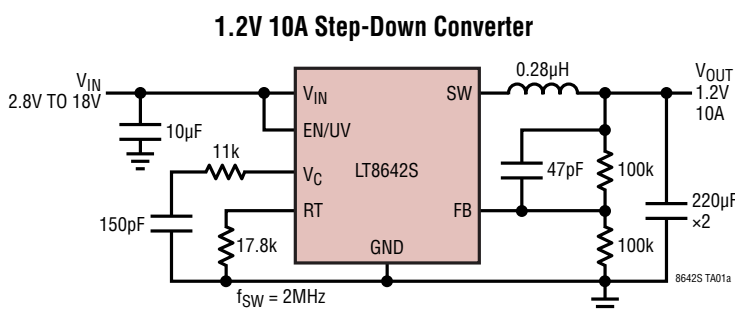 1.2V 10A Step-Down Converter
VIN
2.8V TO 18V
10µF
VIN
EN/UV
VC
RT
LT8642S
SW
FB
GND
11k
150pF
17.8k
fSW = 2MHz
0.28µH
47pF
100k
100k
VOUT
1.2V
10A
220µF
×2
8642S TA01a